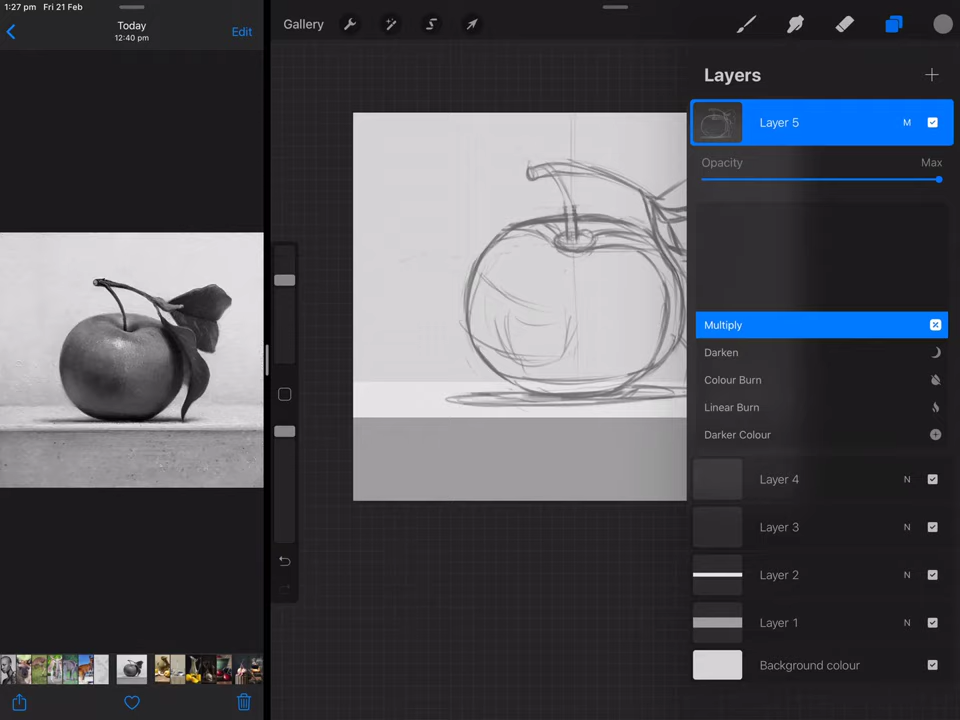 1:27 pm Fri 21 Feb
Today
12:40 pm
Edit
Gallery
Layers
Layer 5
M
Opacity
Max
Multiply
Darken
Colour Burn
Linear Burn
Darker Colour
Layer 4
N
Layer 3
N
Layer 2
N
Layer 1
N
Background colour